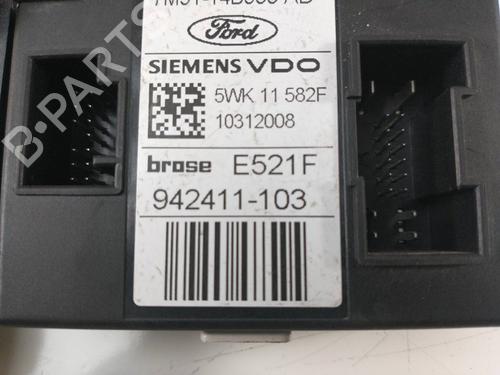 Ford
SIEMENS VDO
5WK 11 582F
10312008
brose E521F
942411-103